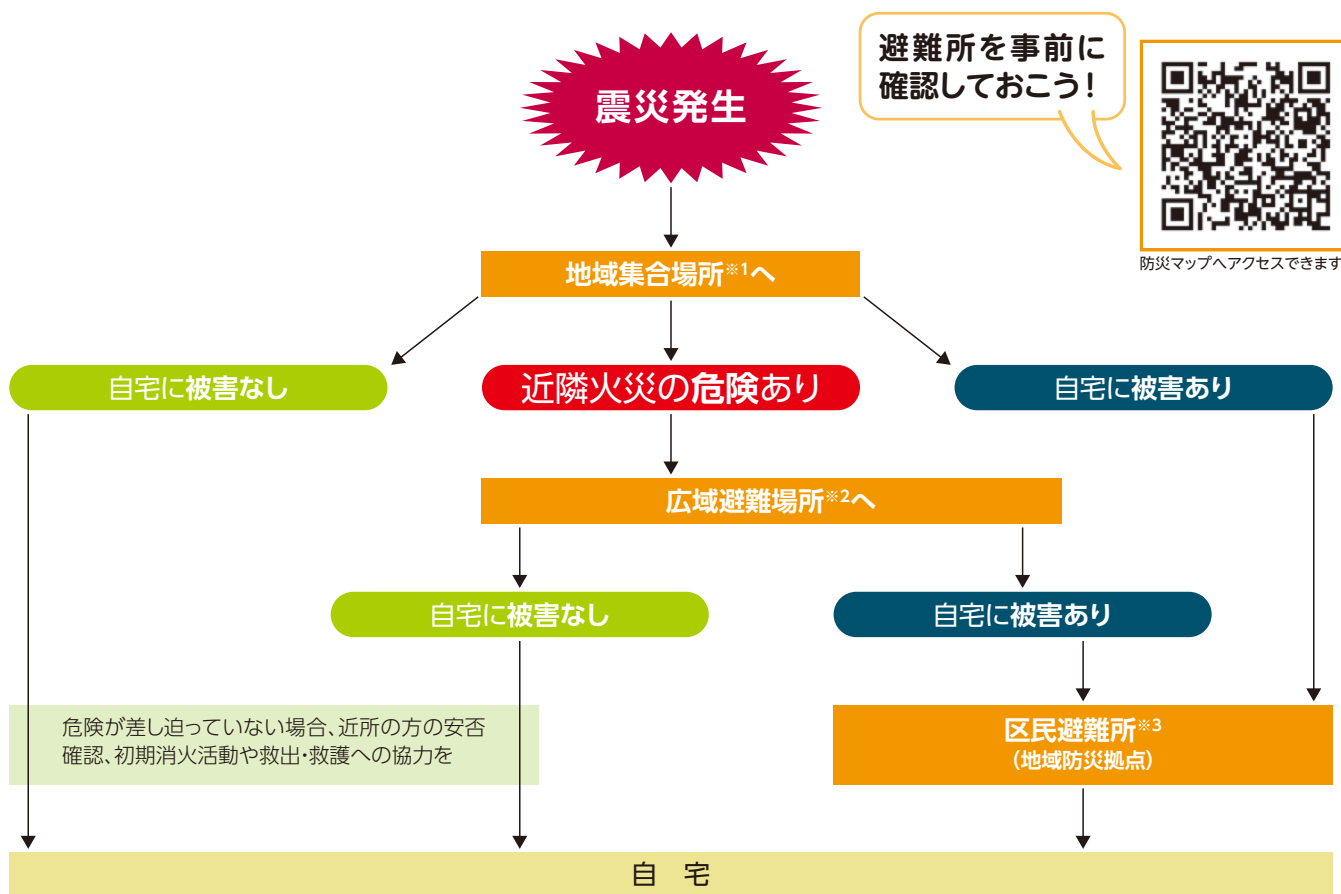 避難所を事前に
確認しておこう!
震災発生
防災マップへアクセスできます
地域集合場所※1へ
自宅に被害なし
近隣火災の危険あり
自宅に被害あり
広域避難場所※2へ
自宅に被害なし
自宅に被害あり
危険が差し迫っていない場合、近所の方の安否
確認、初期消火活動や救出・救護への協力を
区民避難所※3
(地域防災拠点)
自 宅